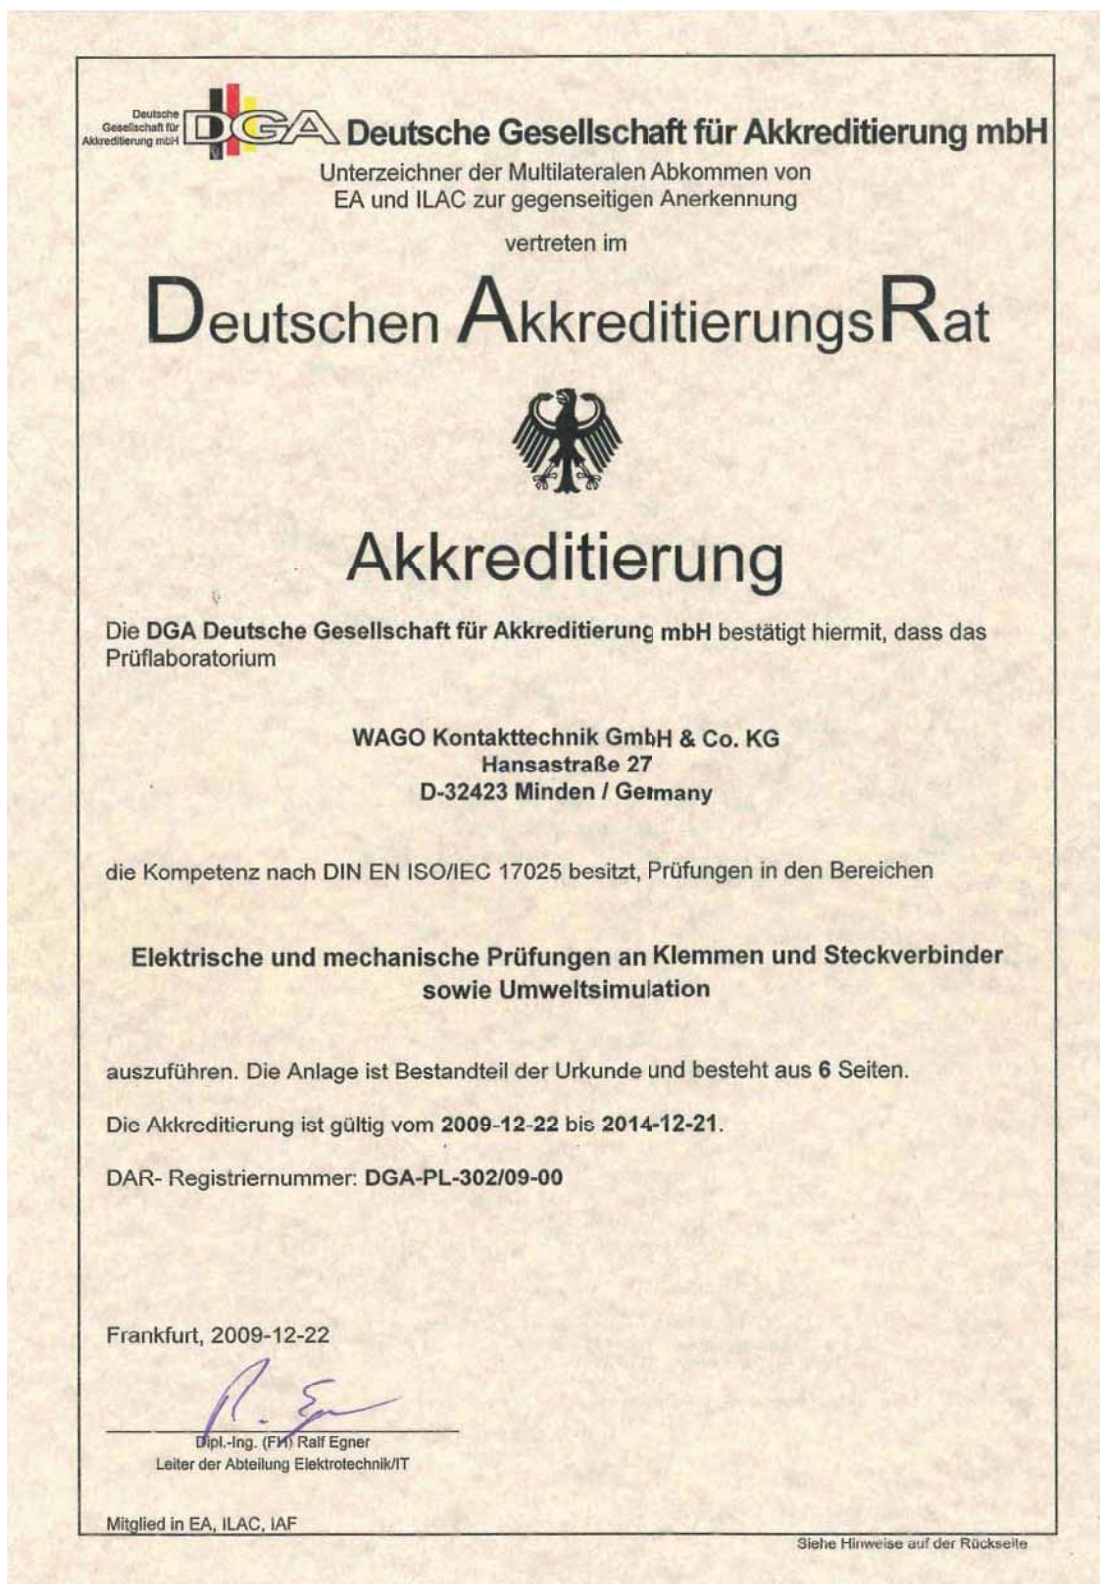 Deutsche
Gesellschaft für
Akkreditierung mbH
DGA Deutsche Gesellschaft für Akkreditierung mbH
Unterzeichner der Multilateralen Abkommen von
EA und ILAC zur gegenseitigen Anerkennung
vertreten im
Deutschen AkkreditierungsRat
Akkreditierung
Die DGA Deutsche Gesellschaft für Akkreditierung mbH bestätigt hiermit, dass das
Prüflaboratorium
WAGO Kontakttechnik GmbH & Co. KG
Hansastraße 27
D-32423 Minden / Germany
die Kompetenz nach DIN EN ISO/IEC 17025 besitzt, Prüfungen in den Bereichen
Elektrische und mechanische Prüfungen an Klemmen und Steckverbinder
sowie Umweltsimulation
auszuführen. Die Anlage ist Bestandteil der Urkunde und besteht aus 6 Seiten.
Die Akkreditierung ist gültig vom 2009-12-22 bis 2014-12-21.
DAR- Registriernummer: DGA-PL-302/09-00
Frankfurt, 2009-12-22
R. Egner
Dipl.-Ing. (FH) Ralf Egner
Leiter der Abteilung Elektrotechnik/IT
Mitglied in EA, ILAC, IAF
Siehe Hinweise auf der Rückseite